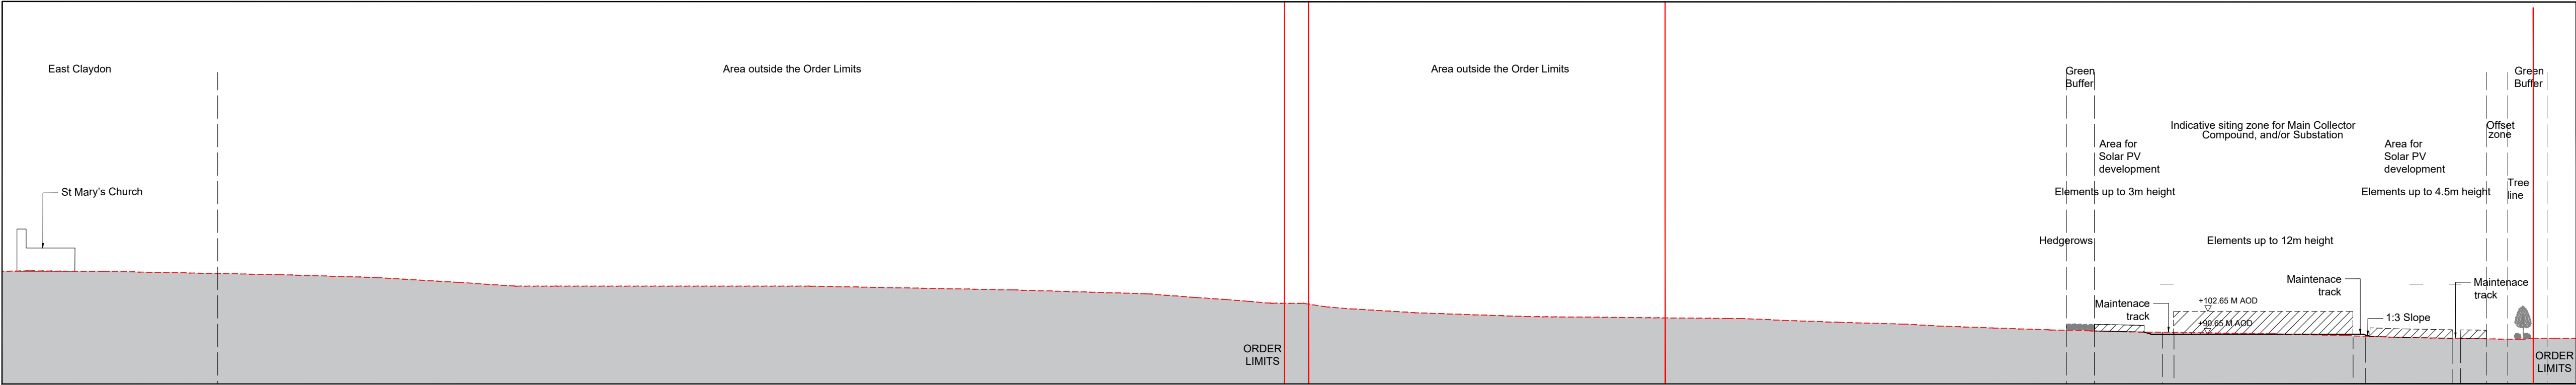 East Claydon
Area outside the Order Limits
Area outside the Order Limits
Green
Buffer
Green
Buffer
Indicative siting zone for Main Collector
Compound, and/or Substation
Offset
zone
Area for
Solar PV
development
Area for
Solar PV
development
Tree
line
St Mary's Church
Elements up to 3m height
Elements up to 4.5m height
Hedgerows
Elements up to 12m height
Maintenace
track
Maintenace
track
Maintenace
track
+102.65 M AOD
+90.65 M AOD
1:3 Slope
ORDER
LIMITS
ORDER
LIMITS